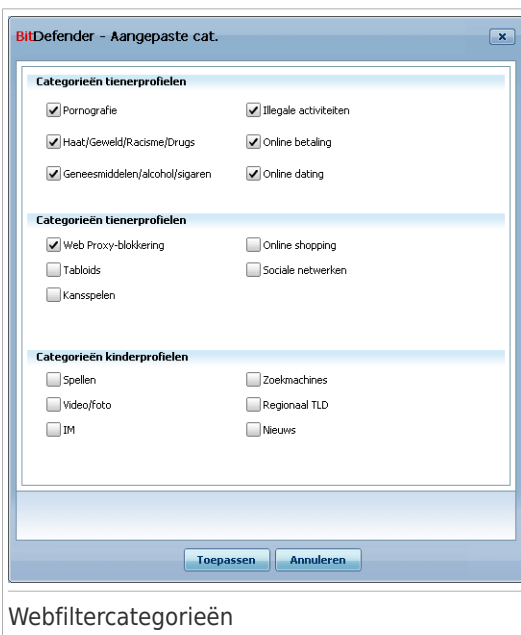 BitDefender - Aangepaste cat.
Categorieën tienerprofielen
Pornografie Illegale activiteiten
Haat/Geweld/Racisme/Drugs Online betaling
Geneesmiddelen/alcohol/sigaren Online dating
Categorieën tienerprofielen
Web Proxy-blokkering Online shopping
Tabloids Sociale netwerken
Kansspelen
Categorieën kinderprofielen
Spellen Zoekmachines
Video/foto Regionaal TLD
IM Nieuws
Toepassen Annuleren
Webfiltercategorieën